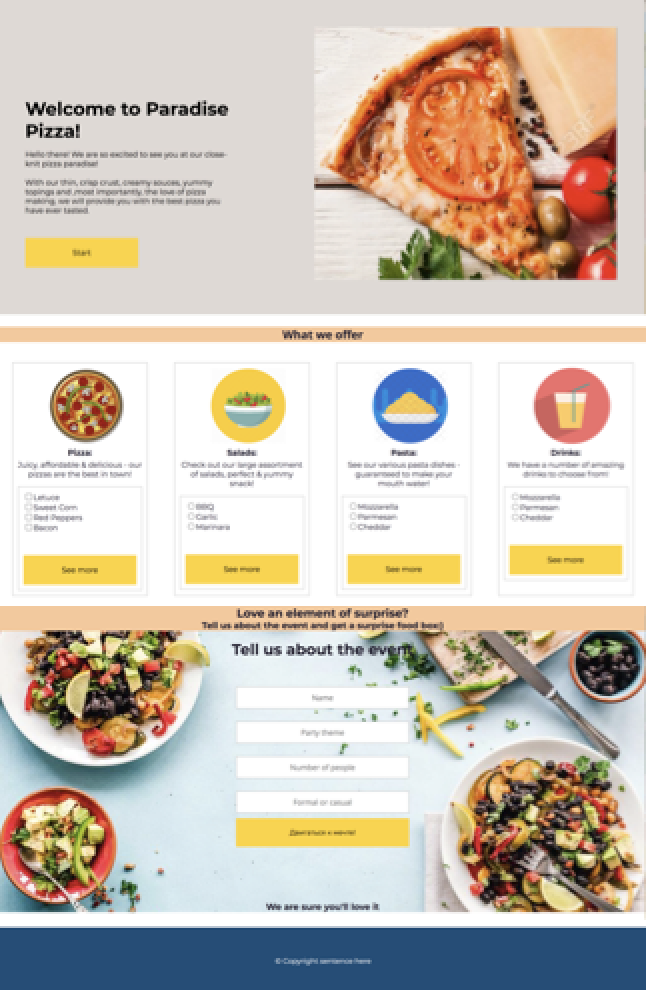 Welcome to Paradise
Pizza!
Hello there! We are so excited to see you at our close-
knit pizza paradise!
With our thin, crisp crust, creamy souces, yummy
topings and ,most importantly, the love of pizza
making, we will provide you with the best pizza you
have ever tasted.
Start
What we offer
Pizza:
Juicy, affordable & delicious - our
pizzas are the best in town!
Letuce
Sweet Corn
Red Peppers
Bacon
See more
Salads:
Check out our large assortment
of salads, perfect & yummy
snack!
BBQ
Garlic
Marinara
See more
Pasta:
See our various pasta dishes -
guaranteed to make your
mouth water!
Mozzarella
Parmesan
Cheddar
See more
Drinks:
We have a number of amazing
drinks to choose from!
Mozzarella
Parmesan
Cheddar
See more
Love an element of surprise?
Tell us about the event and get a surprise food box:)
Tell us about the event
Name
Party theme
Number of people
Formal or casual
Двигаться к мечте!
We are sure you'll love it
© Copyright sentence here